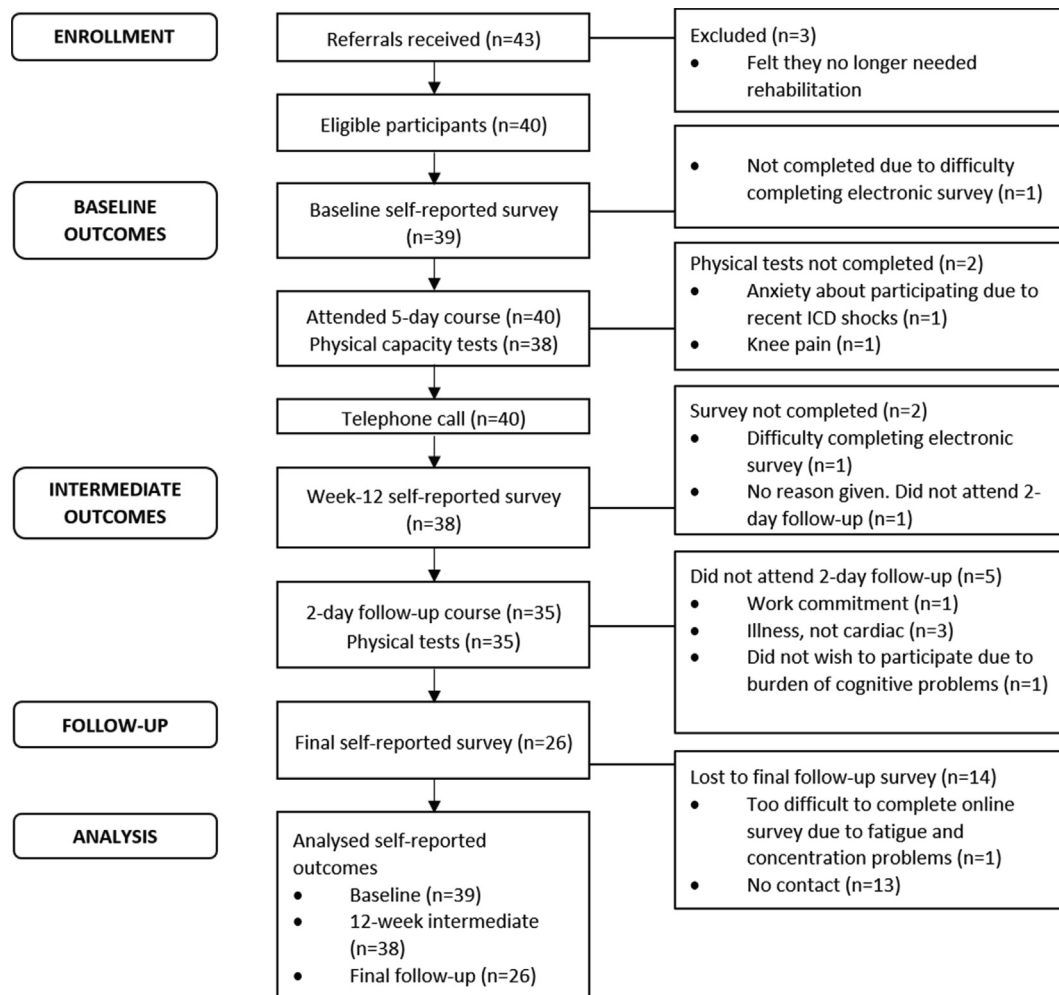 ENROLLMENT
Referrals received (n=43)
Excluded (n=3)
• Felt they no longer needed
rehabilitation
Eligible participants (n=40)
• Not completed due to difficulty
completing electronic survey (n=1)
BASELINE
OUTCOMES
Baseline self-reported survey
(n=39)
Physical tests not completed (n=2)
• Anxiety about participating due to
recent ICD shocks (n=1)
• Knee pain (n=1)
Attended 5-day course (n=40)
Physical capacity tests (n=38)
Telephone call (n=40)
Survey not completed (n=2)
• Difficulty completing electronic
survey (n=1)
• No reason given. Did not attend 2-
day follow-up (n=1)
INTERMEDIATE
OUTCOMES
Week-12 self-reported survey
(n=38)
Did not attend 2-day follow-up (n=5)
• Work commitment (n=1)
• Illness, not cardiac (n=3)
• Did not wish to participate due to
burden of cognitive problems (n=1)
2-day follow-up course (n=35)
Physical tests (n=35)
FOLLOW-UP
Final self-reported survey (n=26)
Lost to final follow-up survey (n=14)
• Too difficult to complete online
survey due to fatigue and
concentration problems (n=1)
• No contact (n=13)
ANALYSIS
Analysed self-reported
outcomes
• Baseline (n=39)
• 12-week intermediate
(n=38)
• Final follow-up (n=26)